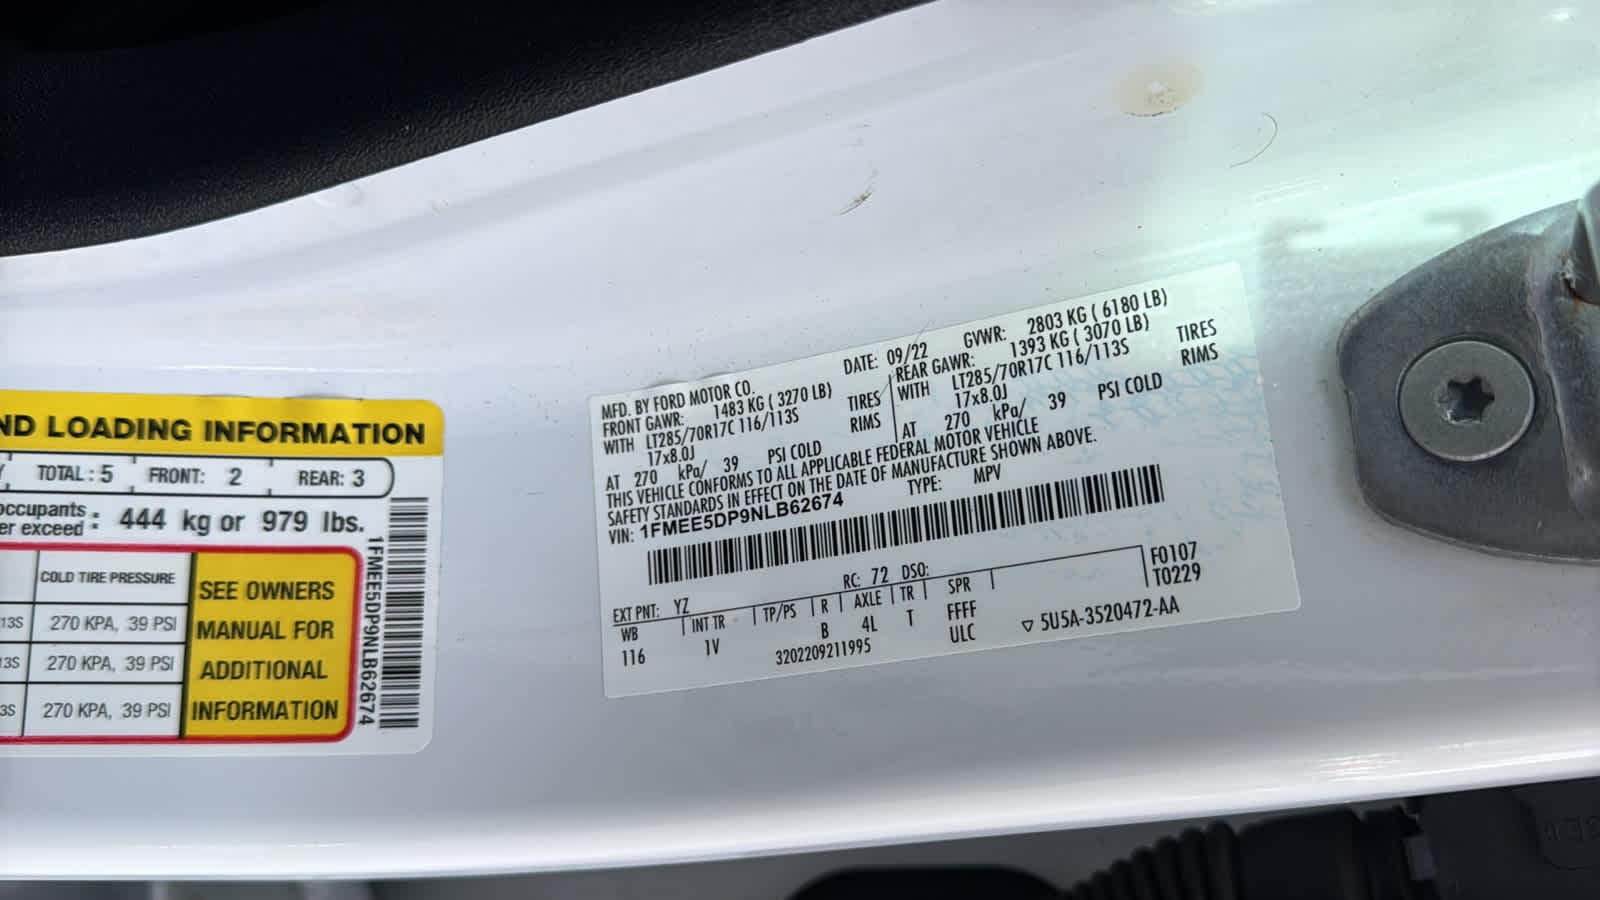 ND LOADING INFORMATION
TOTAL: 5 FRONT: 2 REAR: 3
occupants
er exceed : 444 kg or 979 lbs.
COLD TIRE PRESSURE
13S 270 KPA, 39 PSI
13S 270 KPA, 39 PSI
3S 270 KPA, 39 PSI
SEE OWNERS
MANUAL FOR
ADDITIONAL
INFORMATION
1FMEE5DP9NLB62674
MFD. BY FORD MOTOR CO. DATE: 09/22 GVWR: 2803 KG ( 6180 LB)
FRONT GAWR: 1483 KG ( 3270 LB) REAR GAWR: 1393 KG ( 3070 LB)
WITH LT285/70R17C 116/113S TIRES WITH LT285/70R17C 116/113S TIRES
17x8.0J RIMS 17x8.0J RIMS
AT 270 kPa/ 39 PSI COLD AT 270 kPa/ 39 PSI COLD
THIS VEHICLE CONFORMS TO ALL APPLICABLE FEDERAL MOTOR VEHICLE
SAFETY STANDARDS IN EFFECT ON THE DATE OF MANUFACTURE SHOWN ABOVE.
VIN: 1FMEE5DP9NLB62674 TYPE: MPV
EXT PNT: YZ RC: 72 DSO: F0107
WB INT TR TP/PS R AXLE TR SPR T0229
116 1V B 4L T FFFF
3202209211995 ULC ▽ 5U5A-3520472-AA